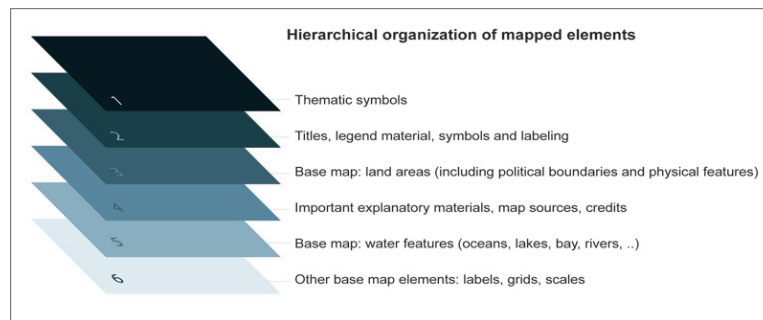 Hierarchical organization of mapped elements
1 Thematic symbols
2 Titles, legend material, symbols and labeling
3 Base map: land areas (including political boundaries and physical features)
4 Important explanatory materials, map sources, credits
5 Base map: water features (oceans, lakes, bay, rivers, ..)
6 Other base map elements: labels, grids, scales